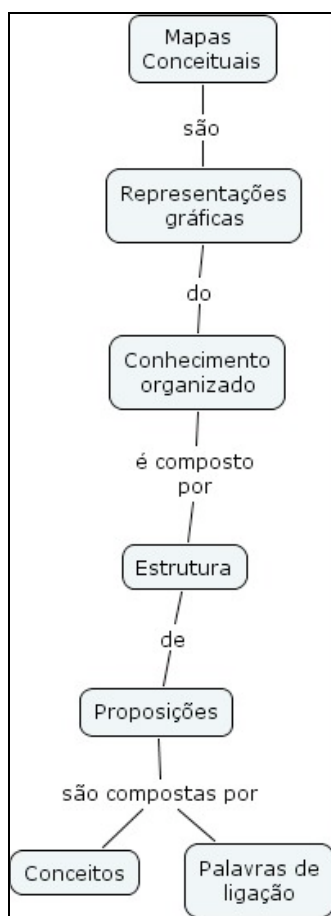 Mapas
Conceituais
são
Representações
gráficas
do
Conhecimento
organizado
é composto
por
Estrutura
de
Proposições
são compostas por
Conceitos
Palavras de
ligação